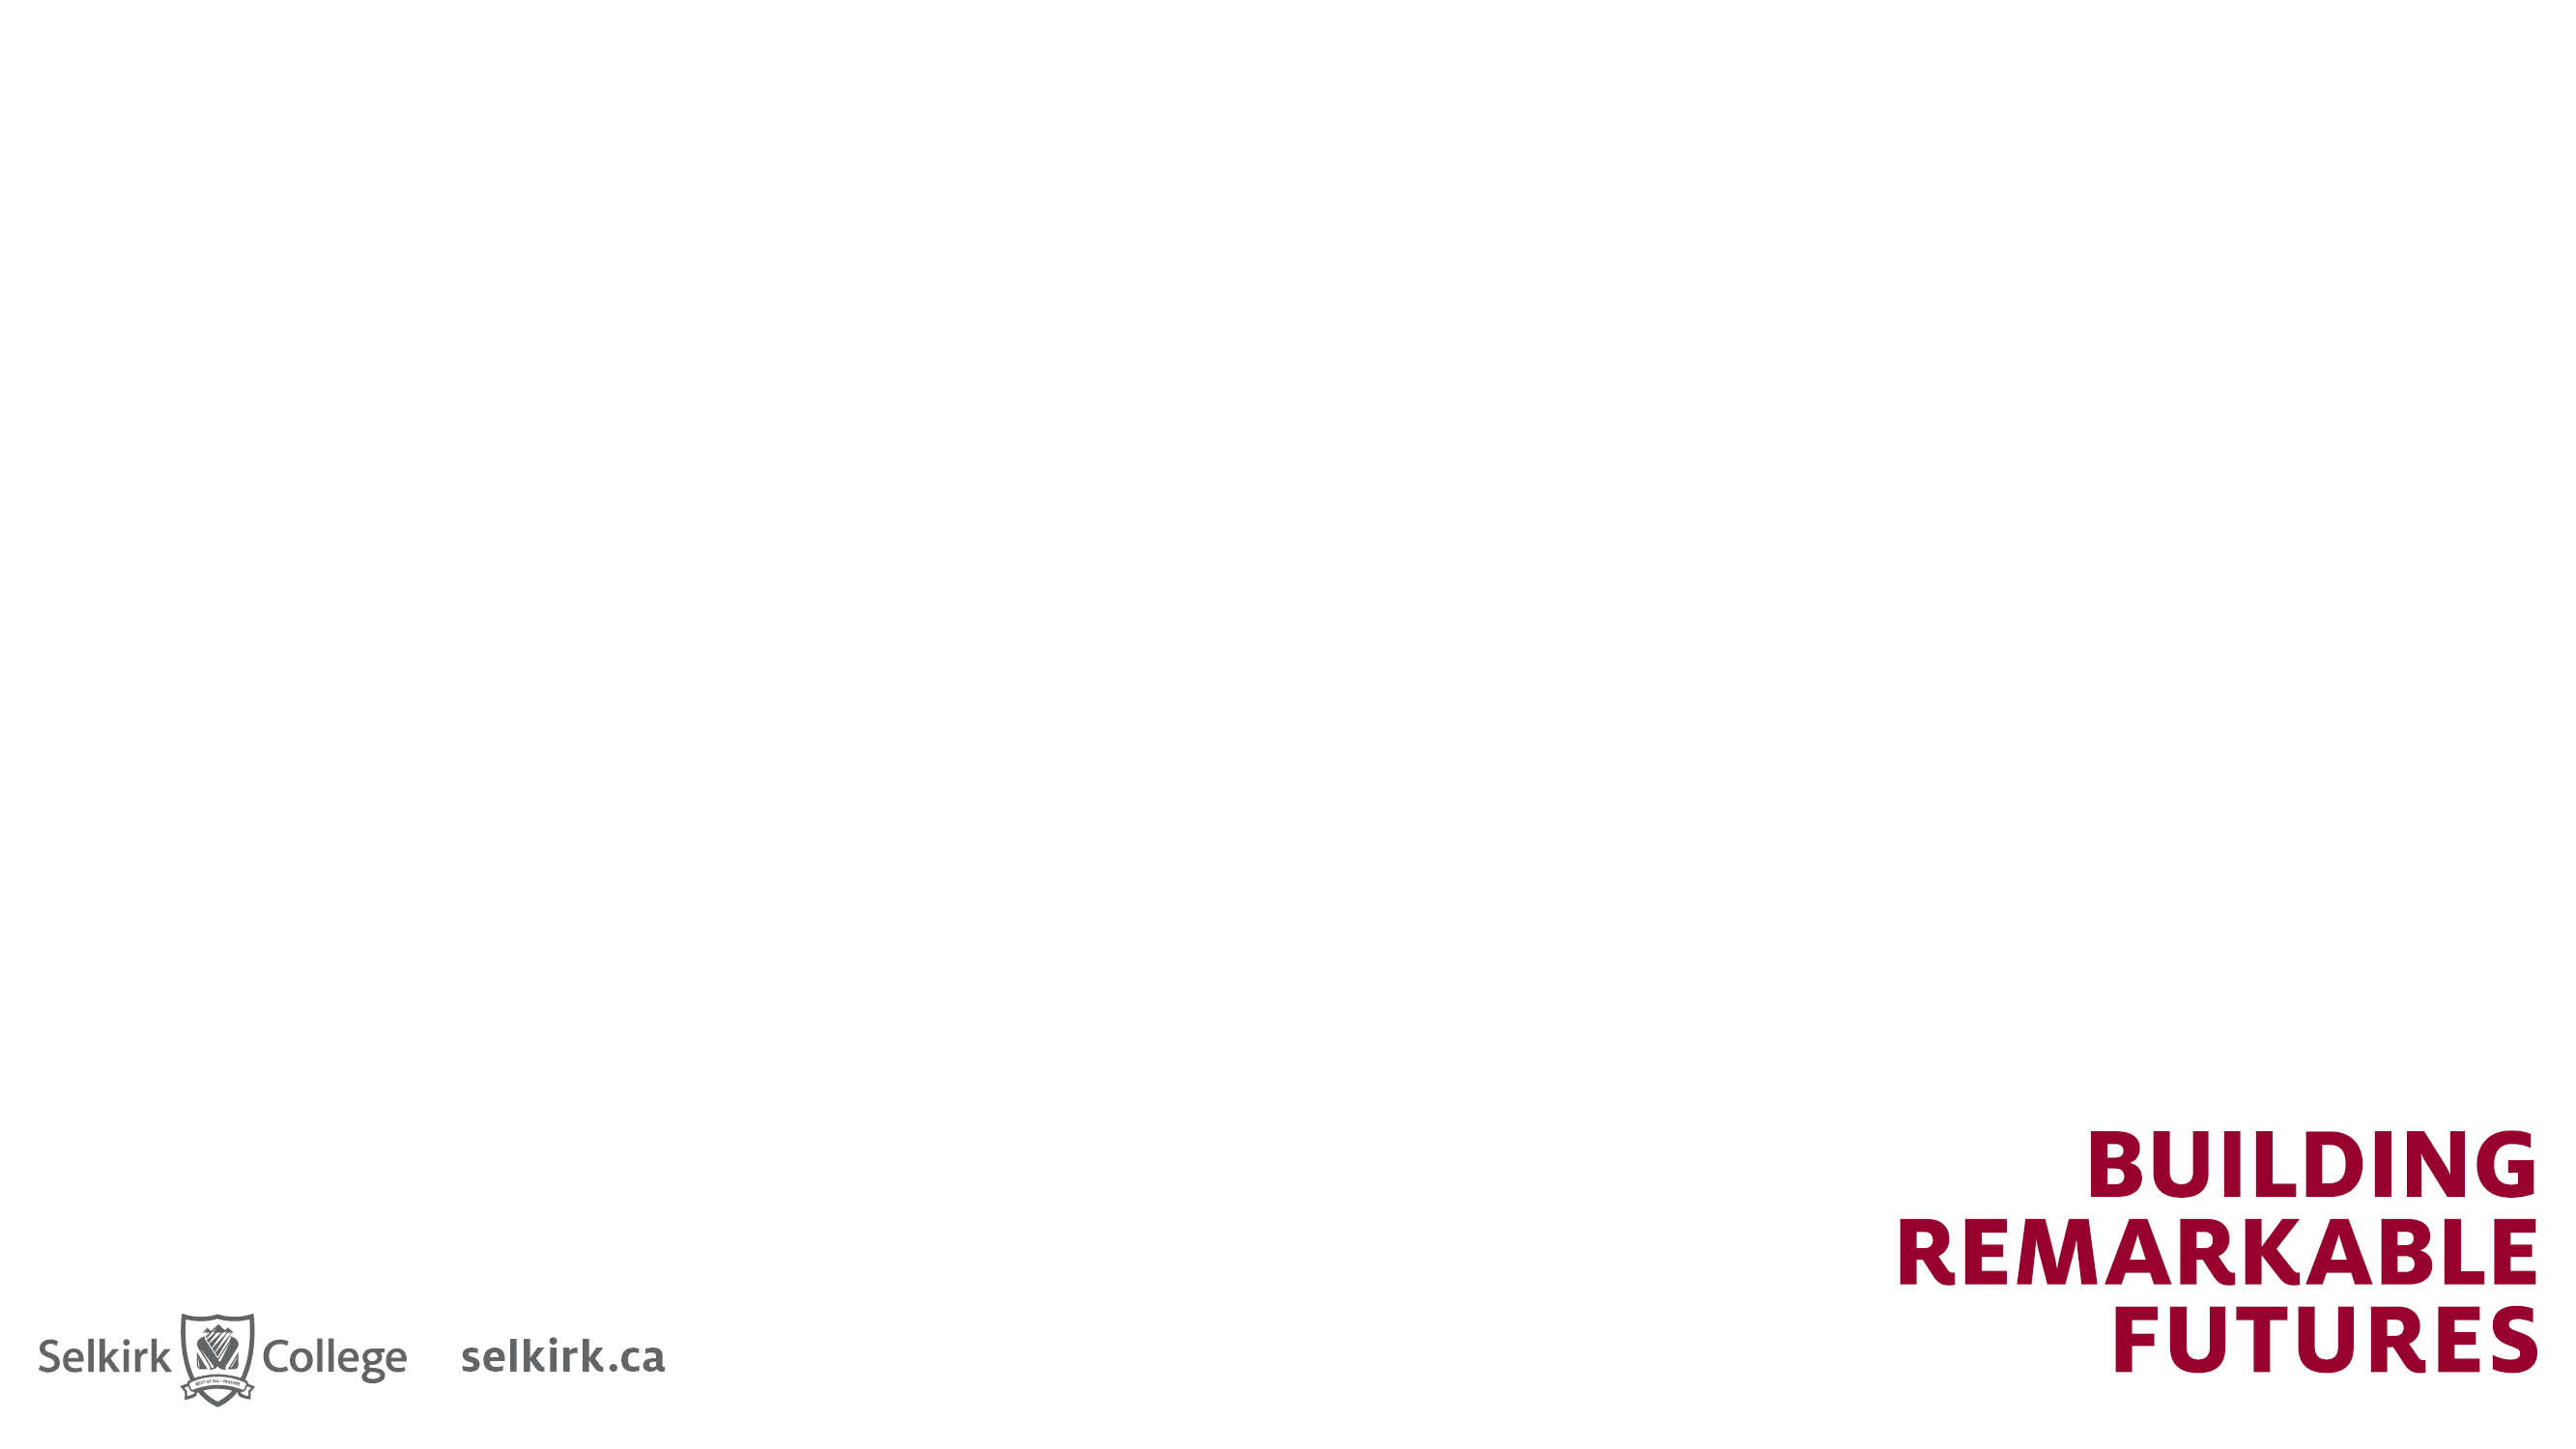 BUILDING
REMARKABLE
FUTURES
Selkirk College selkirk.ca